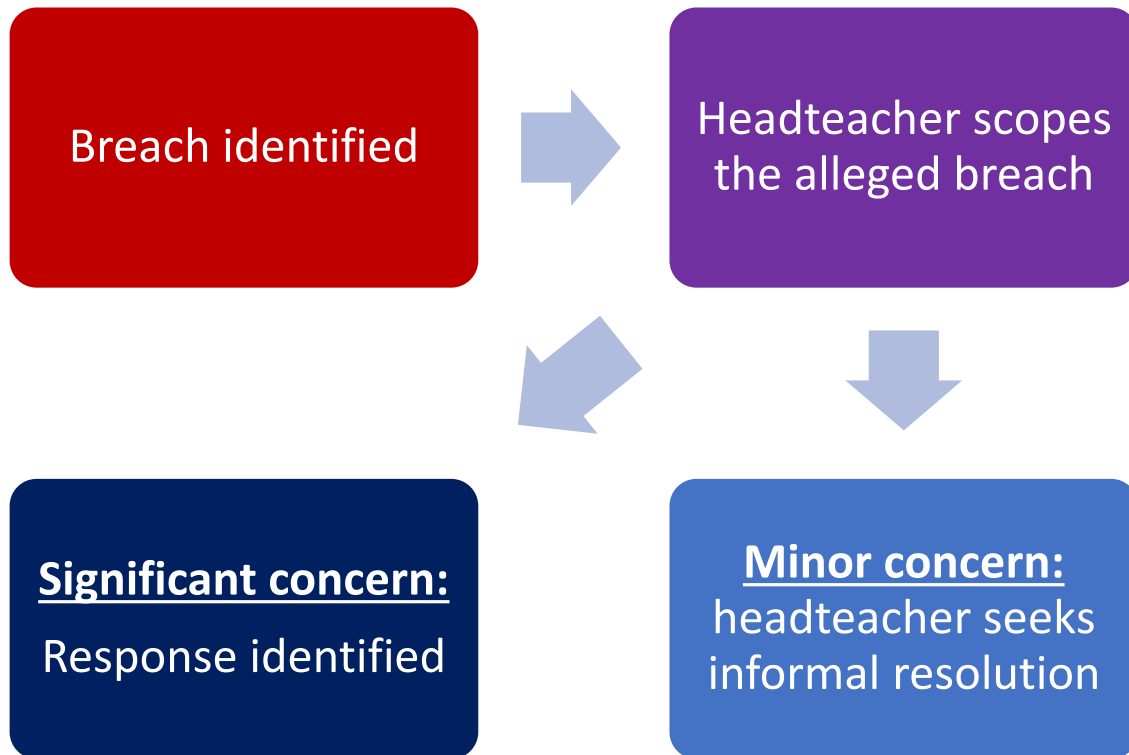 Breach identified
Headteacher scopes
the alleged breach
Significant concern:
Response identified
Minor concern:
headteacher seeks
informal resolution